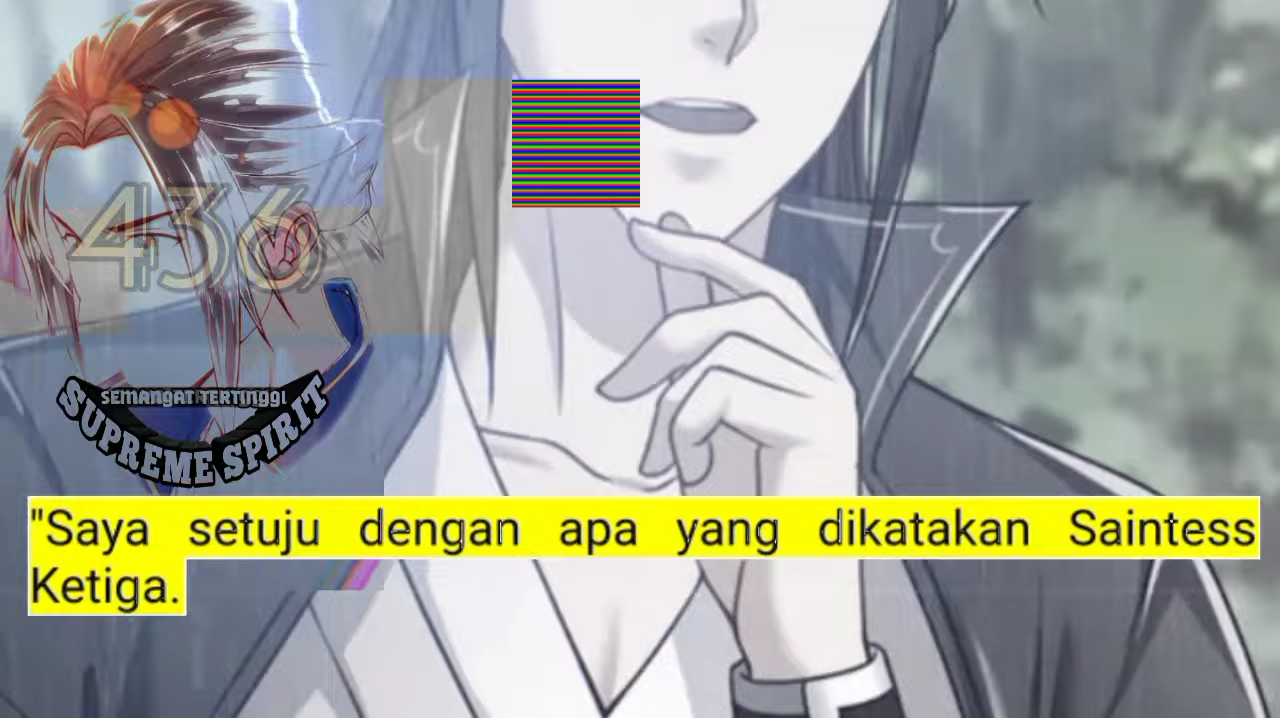 436
SEMANGAT TERTINGGI
SUPREME SPIRIT
"Saya setuju dengan apa yang dikatakan Saintess
Ketiga.